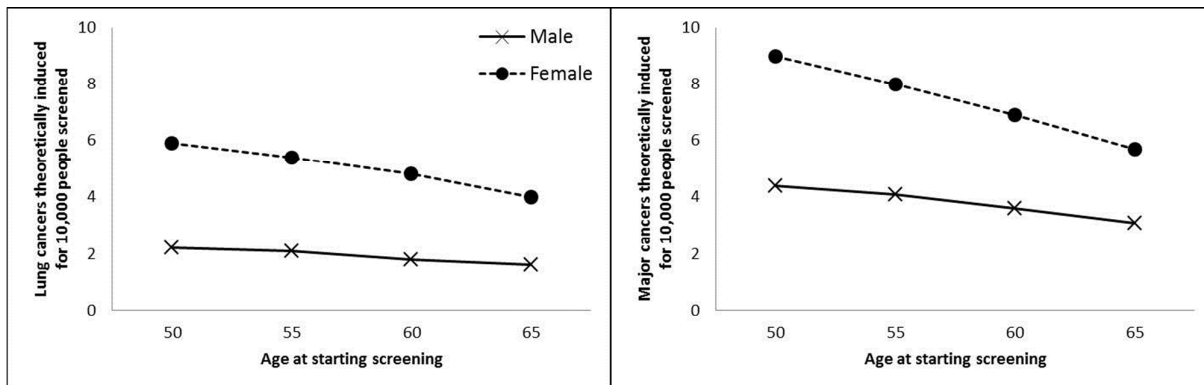 Lung cancers theoretically induced
for 10,000 people screened
10
8
6
4
2
0
Male
Female
50 55 60 65
Age at starting screening
Major cancers theoretically induced
for 10,000 people screened
10
8
6
4
2
0
50 55 60 65
Age at starting screening